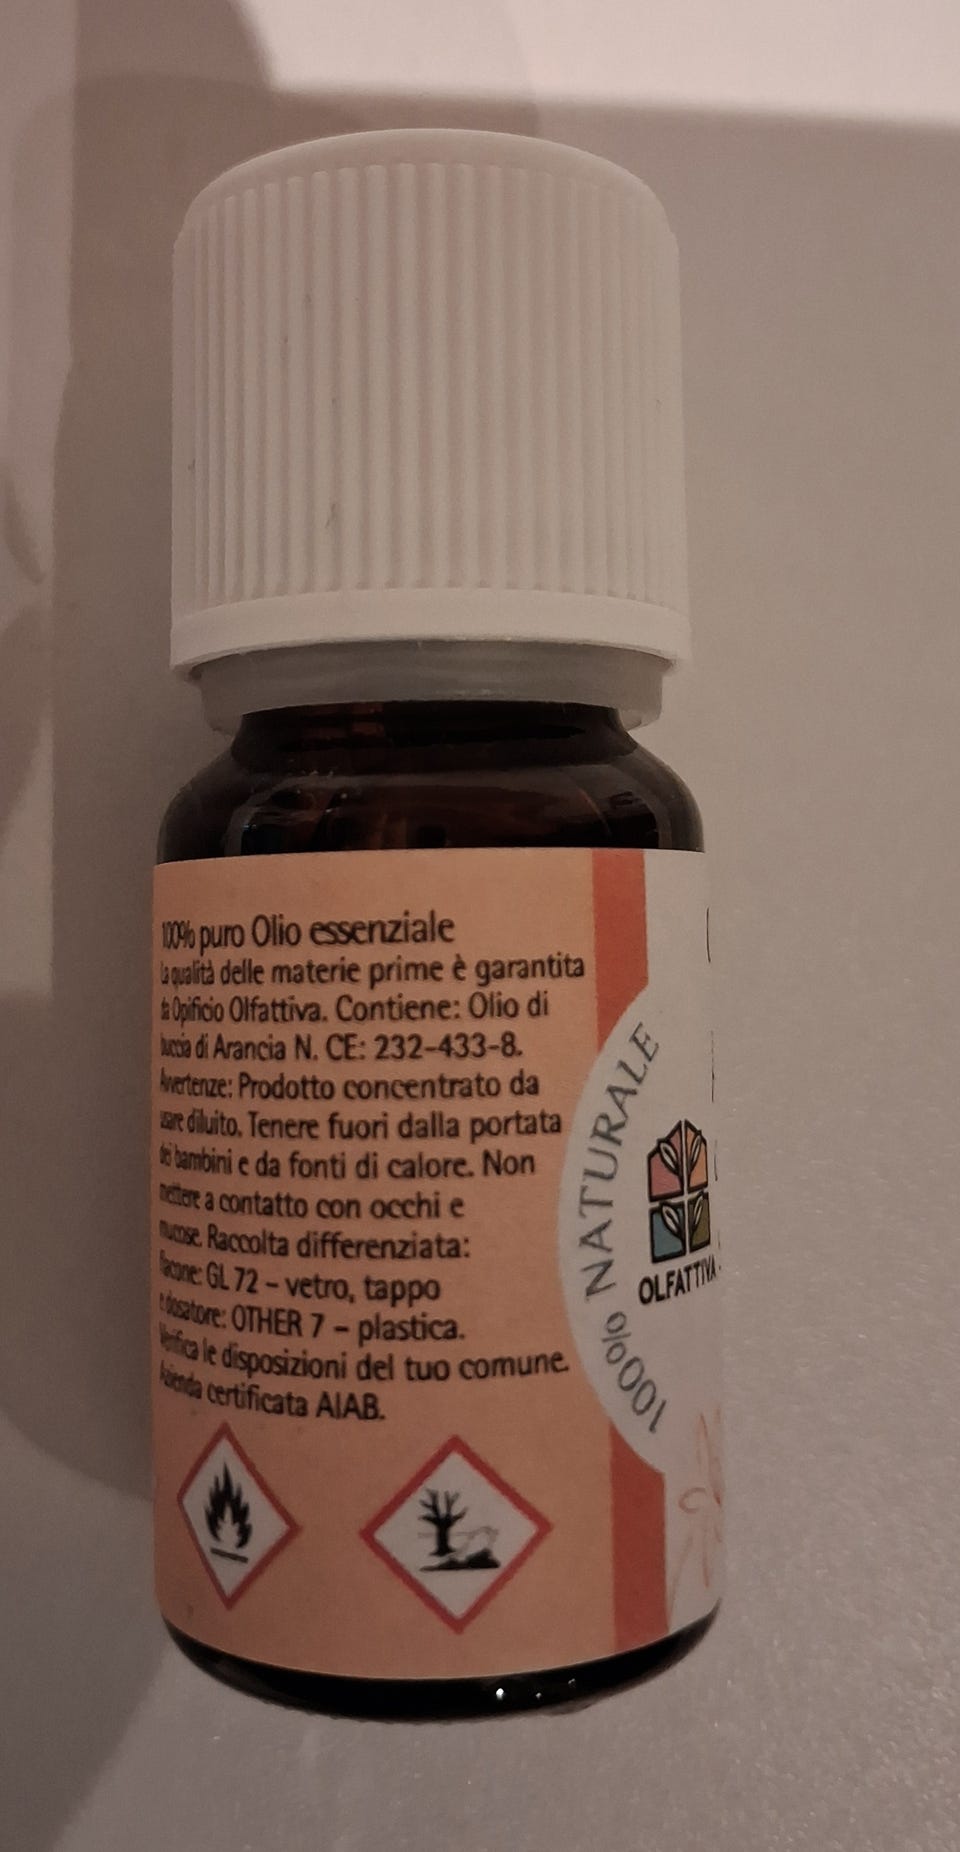 100% puro Olio essenziale
La qualità delle materie prime è garantita
da Opificio Olfattiva. Contiene: Olio di
buccia di Arancia N. CE: 232-433-8.
Avvertenze: Prodotto concentrato da
usare diluito. Tenere fuori dalla portata
dei bambini e da fonti di calore. Non
mettere a contatto con occhi e
mucose. Raccolta differenziata:
flacone: GL 72 - vetro, tappo
e dosatore: OTHER 7 - plastica.
Verifica le disposizioni del tuo comune.
Azienda certificata AIAB.
100% NATURALE
OLFATTIVA